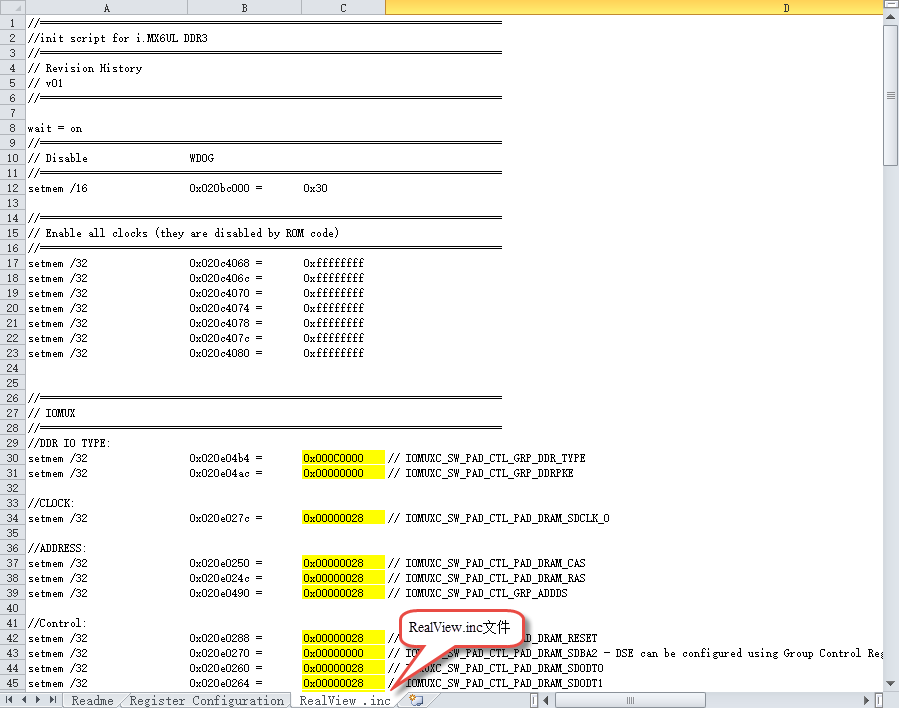 A B C D
1 //================================================================
2 //init script for i.MX6UL DDR3
3 //================================================================
4 // Revision History
5 // v01
6 //================================================================
7
8 wait = on
9 //================================================================
10 // Disable WDOG
11 //================================================================
12 setmem /16 0x020bc000 = 0x30
13
14 //================================================================
15 // Enable all clocks (they are disabled by ROM code)
16 //================================================================
17 setmem /32 0x020c4068 = 0xffffffff
18 setmem /32 0x020c406c = 0xffffffff
19 setmem /32 0x020c4070 = 0xffffffff
20 setmem /32 0x020c4074 = 0xffffffff
21 setmem /32 0x020c4078 = 0xffffffff
22 setmem /32 0x020c407c = 0xffffffff
23 setmem /32 0x020c4080 = 0xffffffff
24
25
26 //================================================================
27 // IOMUX
28 //================================================================
29 //DDR IO TYPE:
30 setmem /32 0x020e04b4 = 0x000C0000 // IOMUXC_SW_PAD_CTL_GRP_DDR_TYPE
31 setmem /32 0x020e04ac = 0x00000000 // IOMUXC_SW_PAD_CTL_GRP_DDRPKE
32
33 //CLOCK:
34 setmem /32 0x020e027c = 0x00000028 // IOMUXC_SW_PAD_CTL_PAD_DRAM_SDCLK_0
35
36 //ADDRESS:
37 setmem /32 0x020e0250 = 0x00000028 // IOMUXC_SW_PAD_CTL_PAD_DRAM_CAS
38 setmem /32 0x020e024c = 0x00000028 // IOMUXC_SW_PAD_CTL_PAD_DRAM_RAS
39 setmem /32 0x020e0490 = 0x00000028 // IOMUXC_SW_PAD_CTL_GRP_ADDDS
40
41 //Control:
RealView.inc文件
42 setmem /32 0x020e0288 = 0x00000028 // PAD_DRAM_RESET
43 setmem /32 0x020e0270 = 0x00000000 // IOMUXC_SW_PAD_CTL_PAD_DRAM_SDBA2 - DSE can be configured using Group Control Reg
44 setmem /32 0x020e0260 = 0x00000028 // IOMUXC_SW_PAD_CTL_PAD_DRAM_SDODT0
45 setmem /32 0x020e0264 = 0x00000028 // IOMUXC_SW_PAD_CTL_PAD_DRAM_SDODT1
Readme Register Configuration RealView .inc